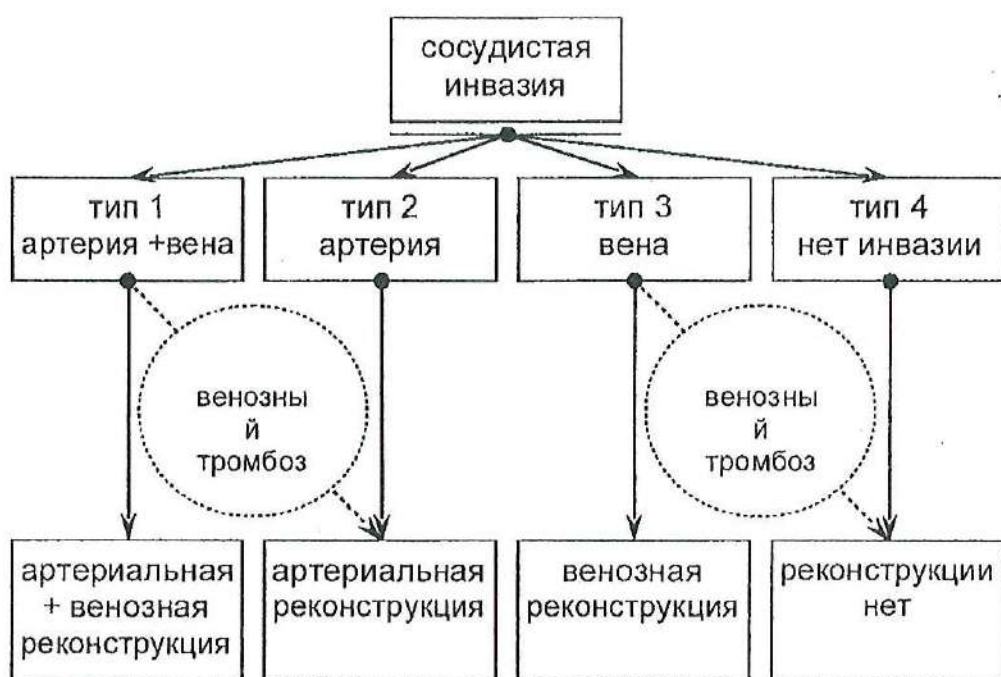 сосудистая
инвазия
тип 1
артерия +вена
тип 2
артерия
тип 3
вена
тип 4
нет инвазии
венозны
й
тромбоз
венозны
й
тромбоз
артериальная
+ венозная
реконструкция
артериальная
реконструкция
венозная
реконструкция
реконструкции
нет